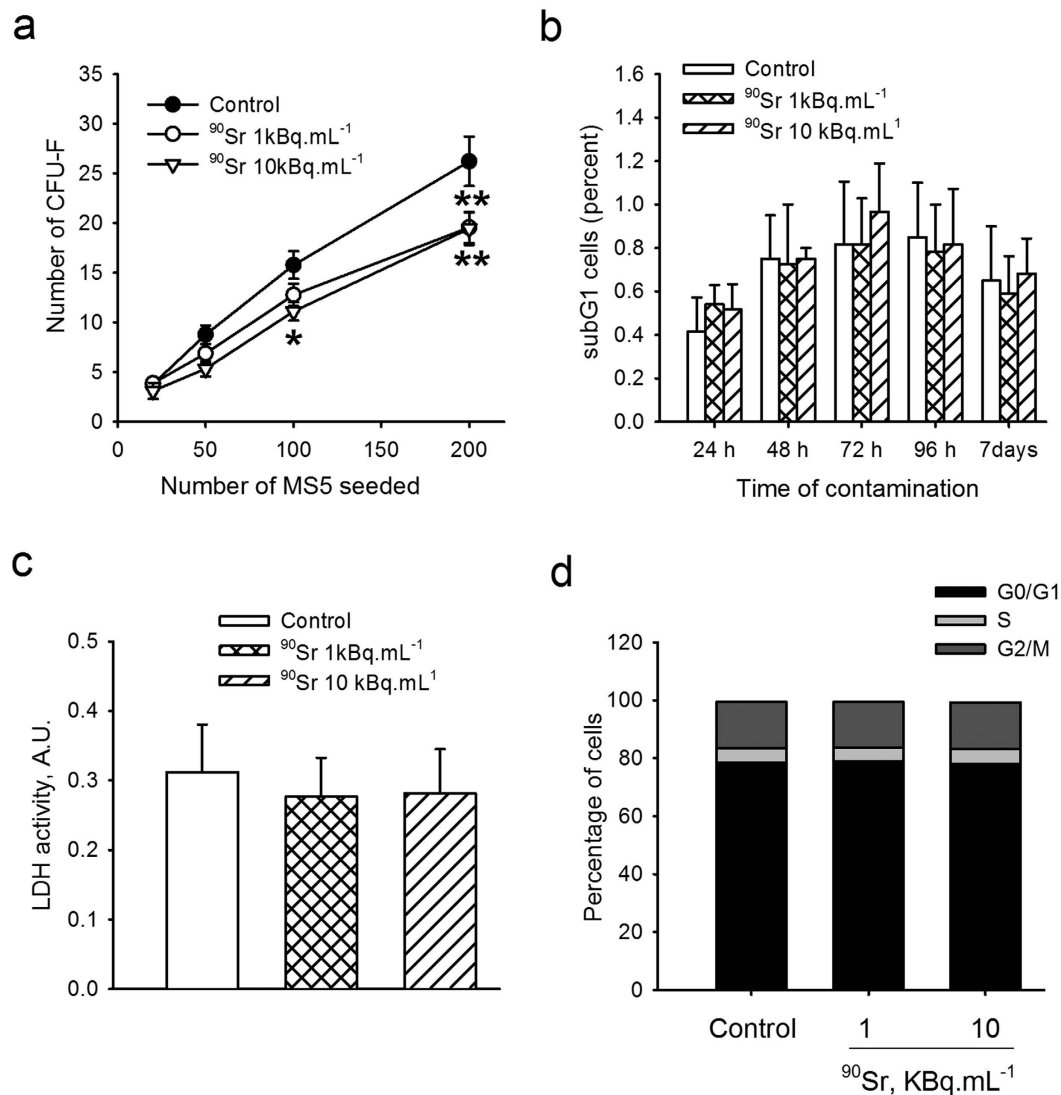 a
35
30
25
20
15
10
5
0
Number of CFU-F
Control
⁹⁰Sr 1kBq.mL⁻¹
⁹⁰Sr 10kBq.mL⁻¹
**
**
*
0 50 100 150 200
Number of MS5 seeded
b
1.6
1.4
1.2
1.0
0.8
0.6
0.4
0.2
0.0
subG1 cells (percent)
Control
⁹⁰Sr 1kBq.mL⁻¹
⁹⁰Sr 10 kBq.mL¹
24 h 48 h 72 h 96 h 7days
Time of contamination
c
0.5
0.4
0.3
0.2
0.1
0.0
LDH activity, A.U.
Control
⁹⁰Sr 1kBq.mL⁻¹
⁹⁰Sr 10 kBq.mL¹
d
G0/G1
S
G2/M
120
100
80
60
40
20
0
Percentage of cells
Control 1 10
⁹⁰Sr, KBq.mL⁻¹